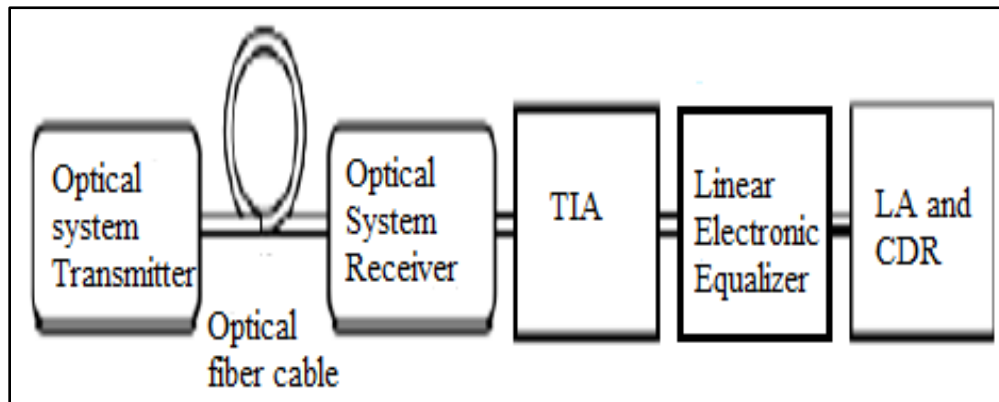 Optical
system
Transmitter
Optical
fiber cable
Optical
System
Receiver
TIA
Linear
Electronic
Equalizer
LA and
CDR